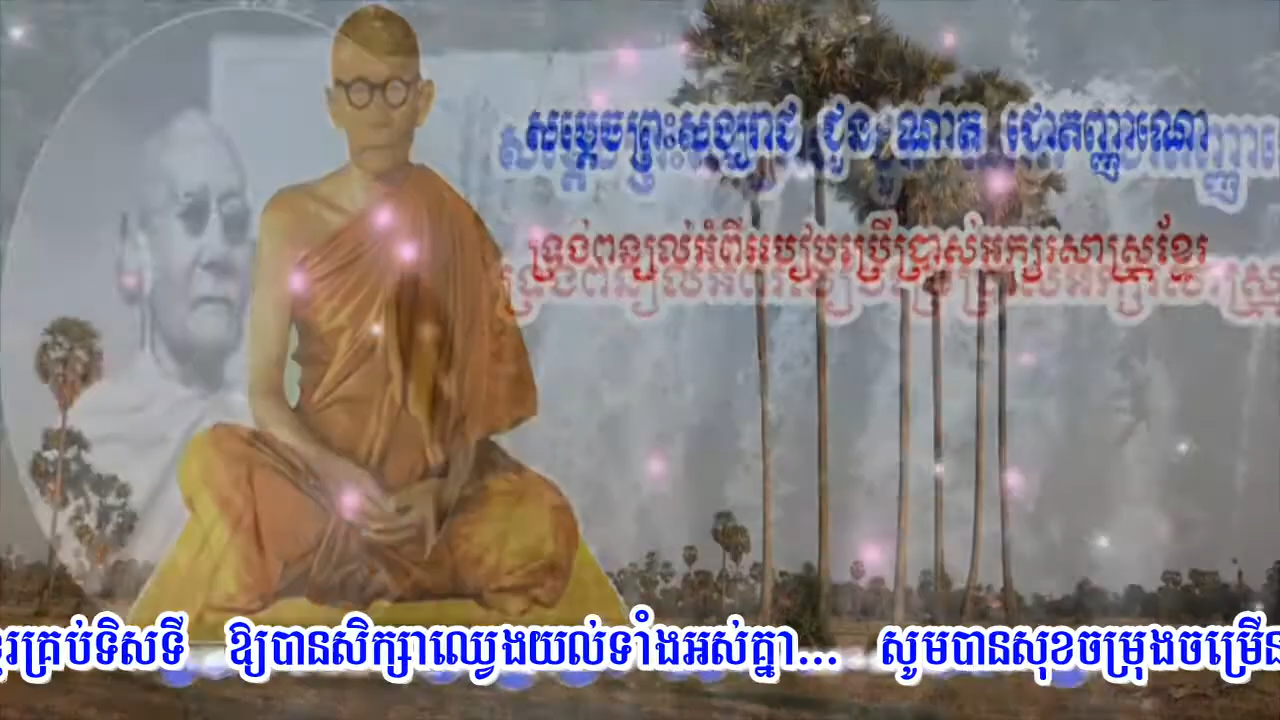 សម្ដេចព្រះសង្ឃរាជ ជួន ណាត ជោតញ្ញាណោ
ទ្រង់ពន្យល់អំពីរបៀបប្រើប្រាស់អក្សរសាស្ត្រខ្មែរ
គ្រប់ទិសទី ឱ្យបានសិក្សាឈ្វេងយល់ទាំងអស់គ្នា... សូមបានសុខចម្រុងចម្រើន